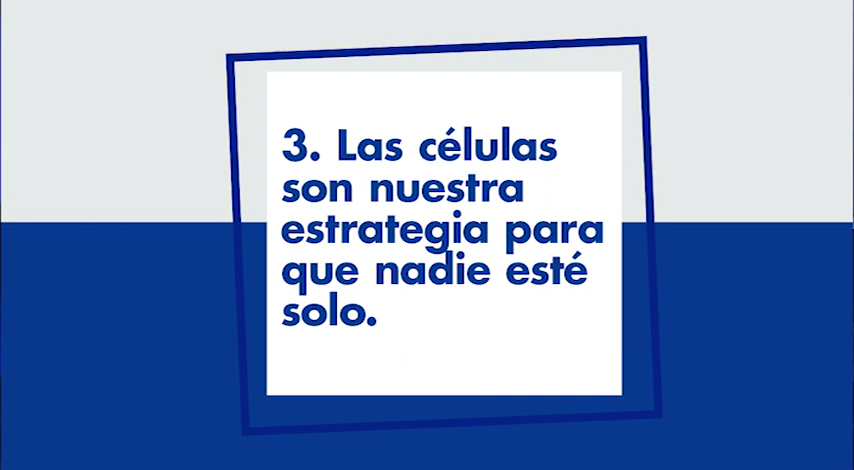 3. Las células
son nuestra
estrategia para
que nadie esté
solo.